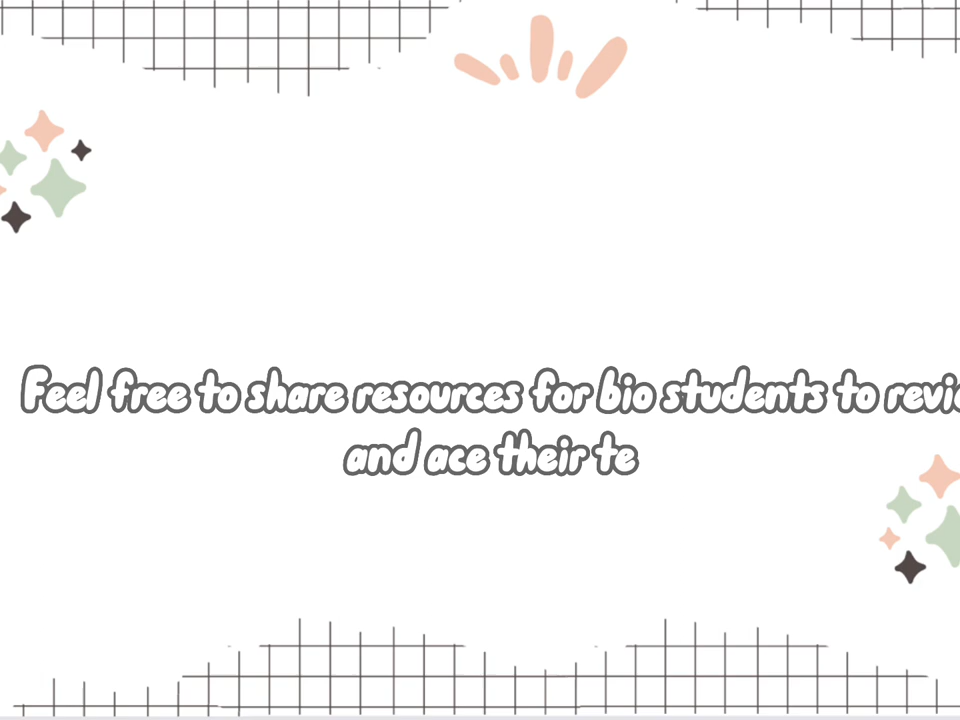 Feel free to share resources for bio students to revie
and ace their te